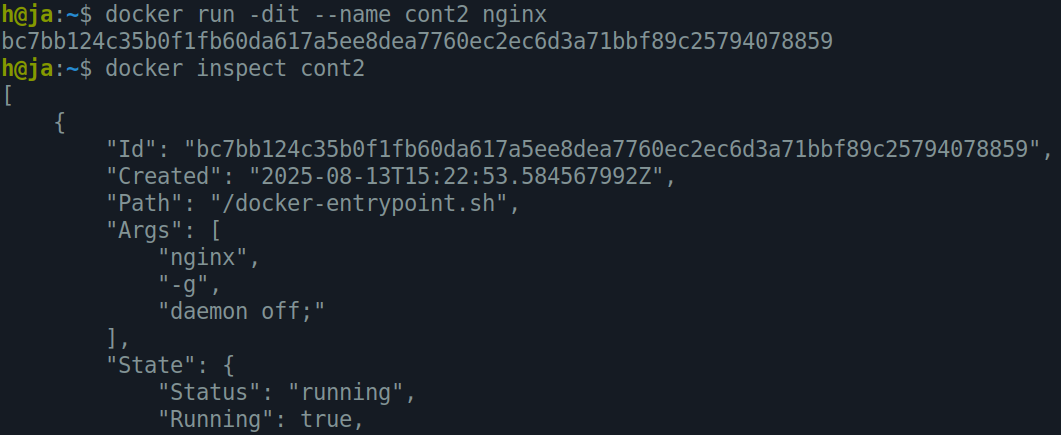 h@ja:~$ docker run -dit --name cont2 nginx
bc7bb124c35b0f1fb60da617a5ee8dea7760ec2ec6d3a71bbf89c25794078859
h@ja:~$ docker inspect cont2
[
    {
        "Id": "bc7bb124c35b0f1fb60da617a5ee8dea7760ec2ec6d3a71bbf89c25794078859",
        "Created": "2025-08-13T15:22:53.584567992Z",
        "Path": "/docker-entrypoint.sh",
        "Args": [
            "nginx",
            "-g",
            "daemon off;"
        ],
        "State": {
            "Status": "running",
            "Running": true,